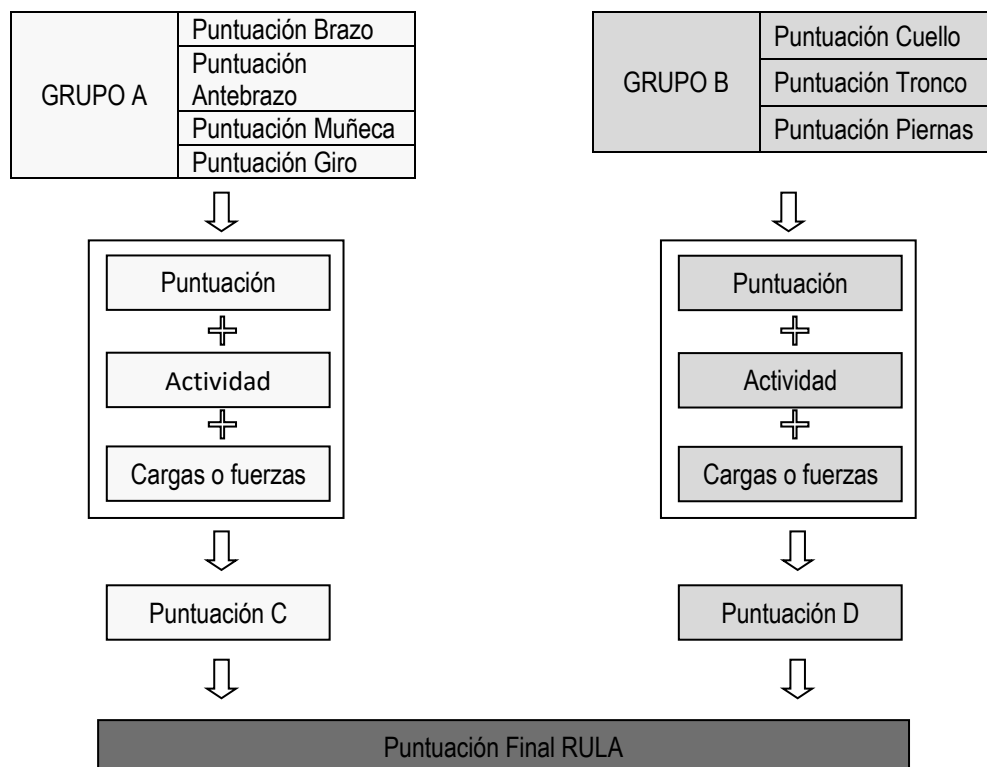 GRUPO A
Puntuación Brazo
Puntuación
Antebrazo
Puntuación Muñeca
Puntuación Giro
GRUPO B
Puntuación Cuello
Puntuación Tronco
Puntuación Piernas
Puntuación
Actividad
Cargas o fuerzas
Puntuación C
Puntuación
Actividad
Cargas o fuerzas
Puntuación D
Puntuación Final RULA